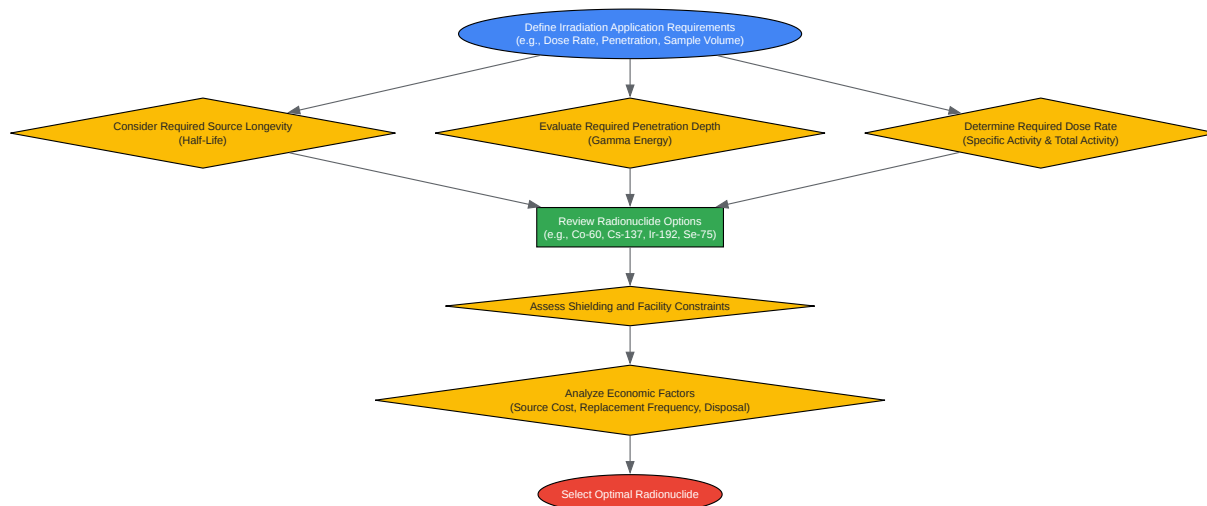 Define Irradiation Application Requirements
(e.g., Dose Rate, Penetration, Sample Volume)
Consider Required Source Longevity
(Half-Life)
Evaluate Required Penetration Depth
(Gamma Energy)
Determine Required Dose Rate
(Specific Activity & Total Activity)
Review Radionuclide Options
(e.g., Co-60, Cs-137, Ir-192, Se-75)
Assess Shielding and Facility Constraints
Analyze Economic Factors
(Source Cost, Replacement Frequency, Disposal)
Select Optimal Radionuclide